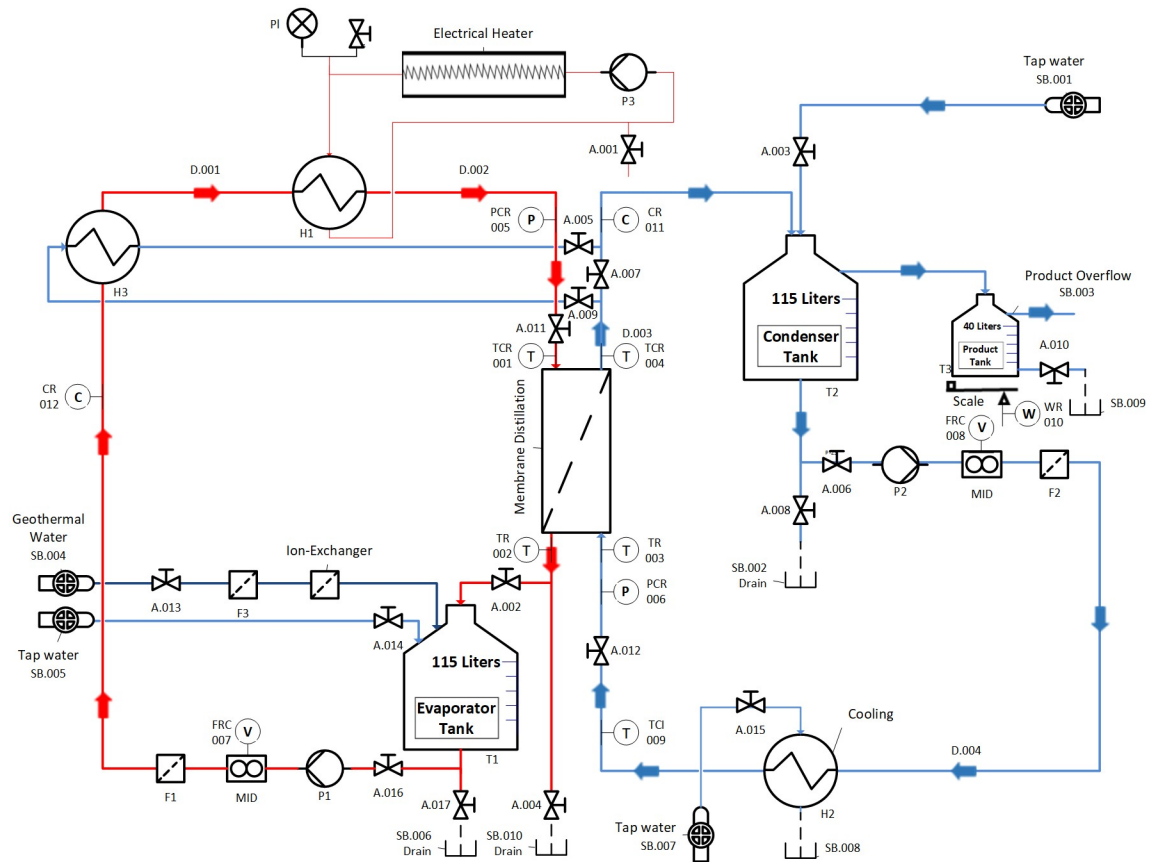 PI
Electrical Heater
P3
Tap water
SB.001
A.001
A.003
D.001
D.002
H1
PCR
005
P
A.005
C
CR
011
H3
A.007
A.009
A.011
D.003
TCR
001
T
T
TCR
004
115 Liters
Condenser
Tank
T2
Product Overflow
SB.003
40 Liters
Product
Tank
T3
A.010
Scale
SB.009
W
WR
010
FRC
008
V
CR
012
C
Membrane Distillation
A.006
P2
MID
F2
A.008
SB.002
Drain
Geothermal
Water
SB.004
Ion-Exchanger
A.013
F3
TR
002
T
T
TR
003
A.002
P
PCR
006
Tap water
SB.005
A.014
115 Liters
Evaporator
Tank
T1
A.012
FRC
007
V
T
TCI
009
A.015
Cooling
D.004
F1
MID
P1
A.016
A.017
A.004
H2
SB.006
Drain
SB.010
Drain
Tap water
SB.007
SB.008